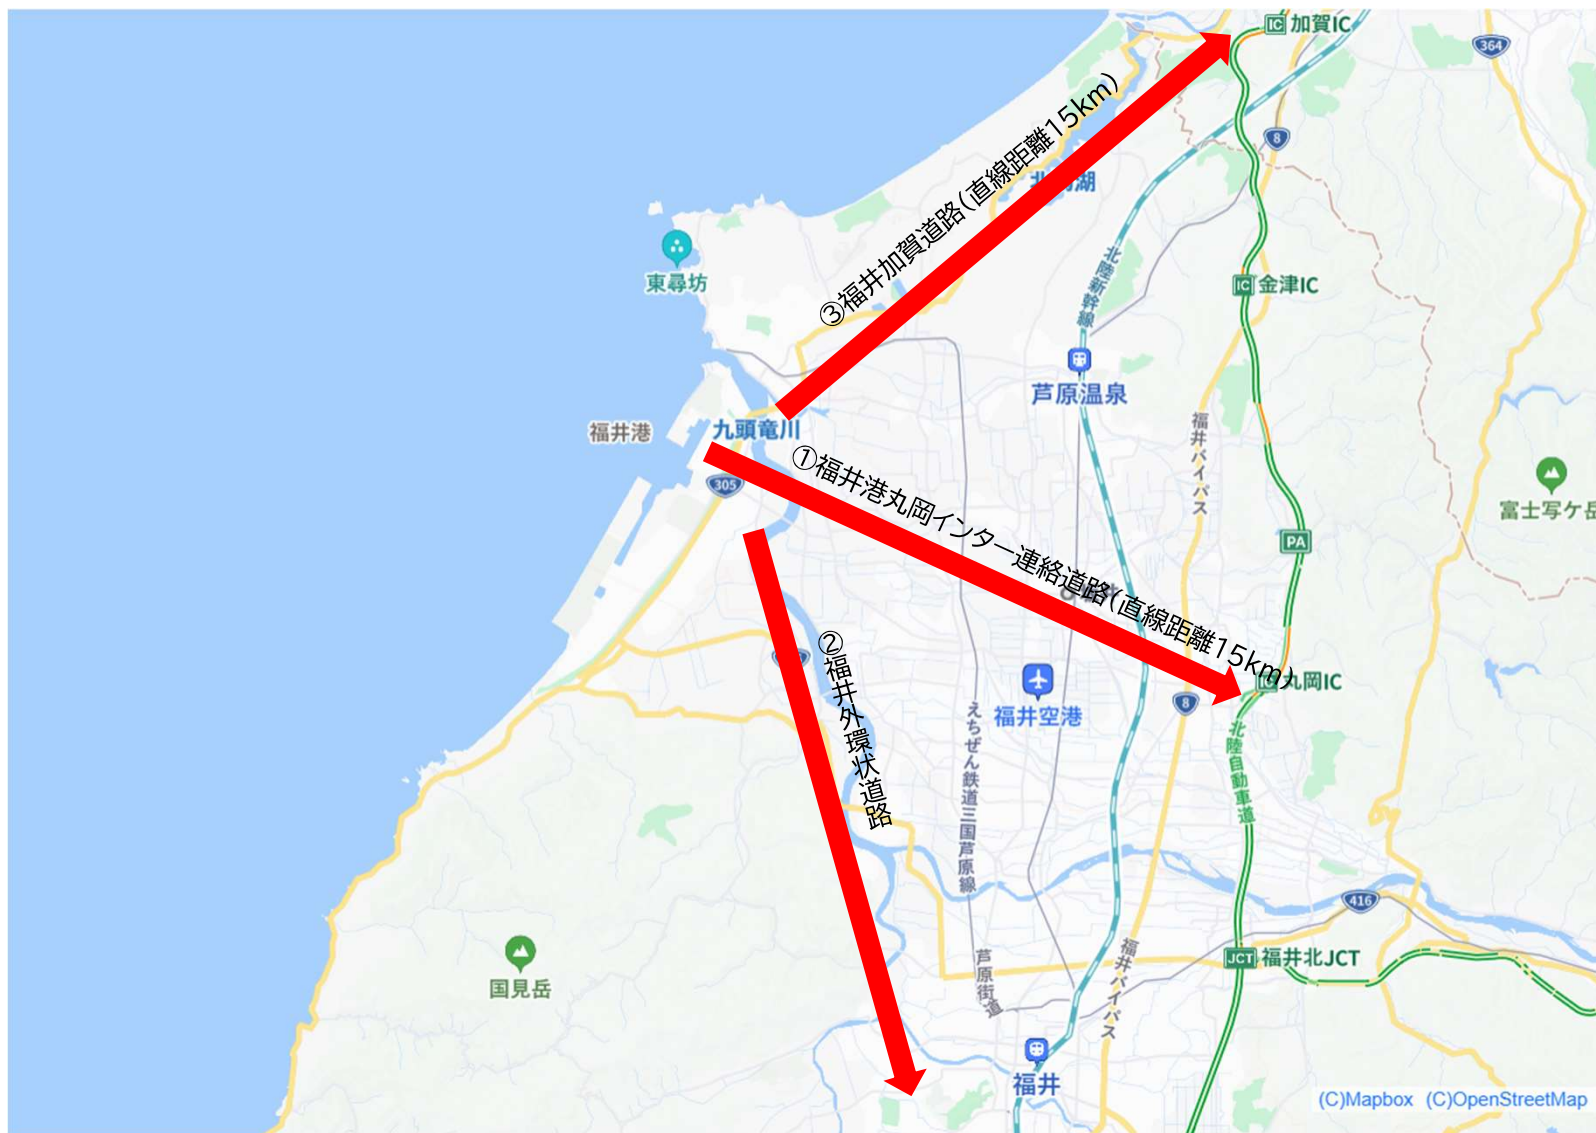 IC 加賀IC
364
8
③福井加賀道路(直線距離15km)
湖
東尋坊
北陸新幹線
IC 金津IC
芦原温泉
福井港
九頭竜川
福井バイパス
305
①福井港丸岡インター連絡道路(直線距離15km)
富士写ケ岳
PA
②福井外環状道路
福井空港
8
丸岡IC
えちぜん鉄道三国芦原線
北陸自動車道
416
国見岳
芦原街道
福井バイパス
JCT 福井北JCT
福井
(C)Mapbox (C)OpenStreetMap